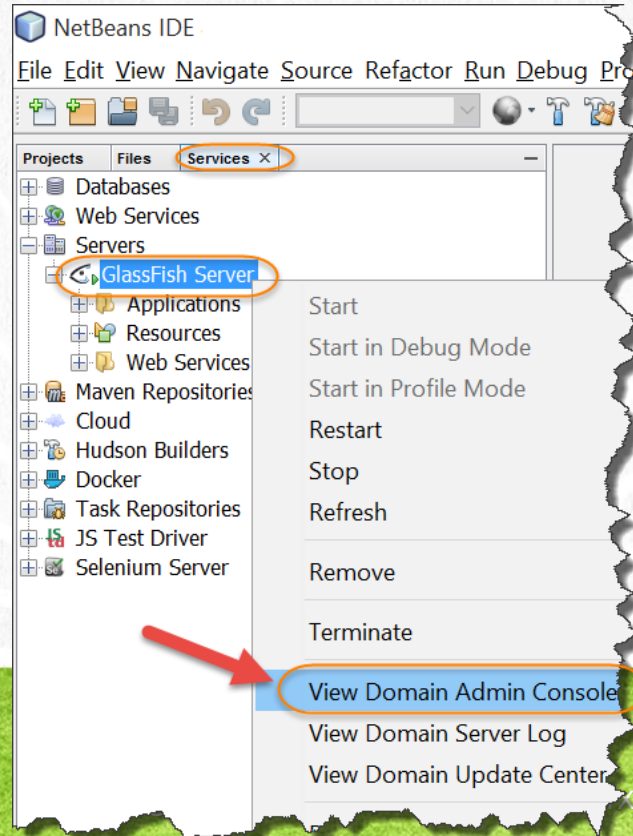 NetBeans IDE
File Edit View Navigate Source Refactor Run Debug Pro
Projects Files Services
Databases
Web Services
Servers
GlassFish Server
Applications
Resources
Web Services
Maven Repositories
Cloud
Hudson Builders
Docker
Task Repositories
JS Test Driver
Selenium Server
Start
Start in Debug Mode
Start in Profile Mode
Restart
Stop
Refresh
Remove
Terminate
View Domain Admin Console
View Domain Server Log
View Domain Update Center